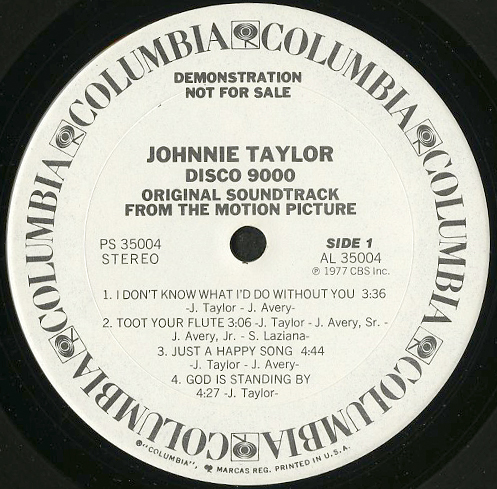 COLUMBIA COLUMBIA COLUMBIA COLUMBIA COLUMBIA COLUMBIA COLUMBIA
DEMONSTRATION
NOT FOR SALE
JOHNNIE TAYLOR
DISCO 9000
ORIGINAL SOUNDTRACK
FROM THE MOTION PICTURE
PS 35004
STEREO
SIDE 1
AL 35004
℗ 1977 CBS Inc.
1. I DON'T KNOW WHAT I'D DO WITHOUT YOU 3:36
-J. Taylor - J. Avery-
2. TOOT YOUR FLUTE 3:06 -J. Taylor - J. Avery, Sr. -
J. Avery, Jr. - S. Laziana-
3. JUST A HAPPY SONG 4:44
-J. Taylor - J. Avery-
4. GOD IS STANDING BY
4:27 -J. Taylor-
®"COLUMBIA", MARCAS REG. PRINTED IN U.S.A.